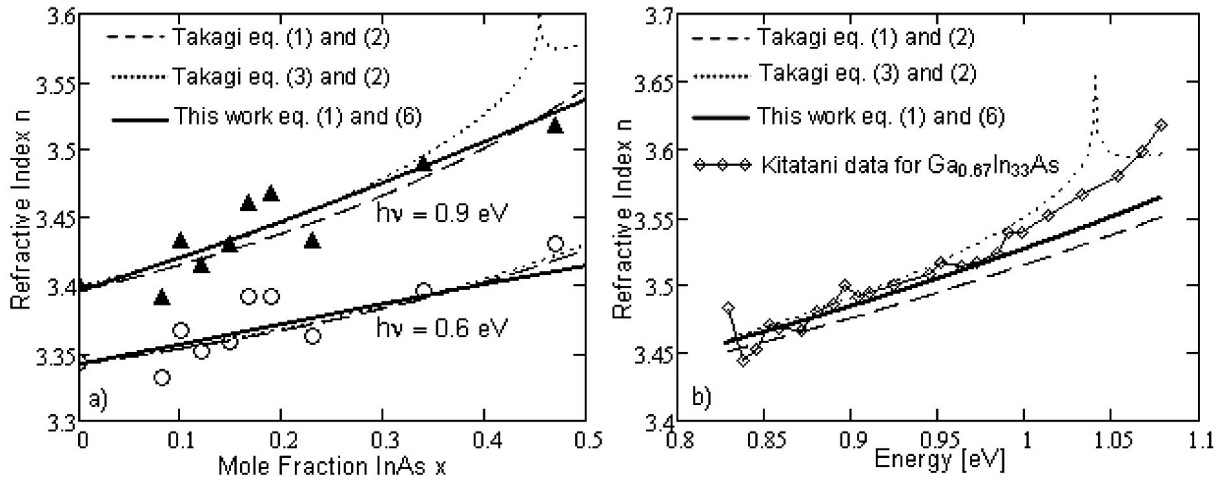 3.6
Takagi eq. (1) and (2)
Takagi eq. (3) and (2)
This work eq. (1) and (6)
3.55
3.5
3.45
3.4
3.35
3.3
hν = 0.9 eV
hν = 0.6 eV
a)
0.0
0.1
0.2
0.3
0.4
0.5
Mole Fraction InAs x
Refractive Index n
3.7
Takagi eq. (1) and (2)
Takagi eq. (3) and (2)
This work eq. (1) and (6)
Kitatani data for Ga0.67In33As
3.65
3.6
3.55
3.5
3.45
3.4
b)
0.8
0.85
0.9
0.95
1
1.05
1.1
Energy [eV]
Refractive Index n